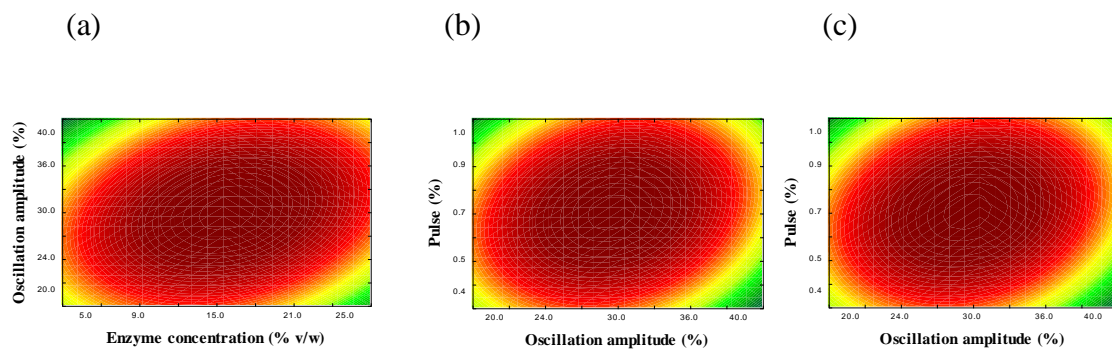 (a) (b) (c)
Oscillation amplitude (%)
40.0
36.0
30.0
24.0
20.0
5.0 9.0 15.0 21.0 25.0
Enzyme concentration (% v/w)
Pulse (%)
1.0
0.9
0.7
0.5
0.4
20.0 24.0 30.0 36.0 40.0
Oscillation amplitude (%)
Pulse (%)
1.0
0.9
0.7
0.5
0.4
20.0 24.0 30.0 36.0 40.0
Oscillation amplitude (%)